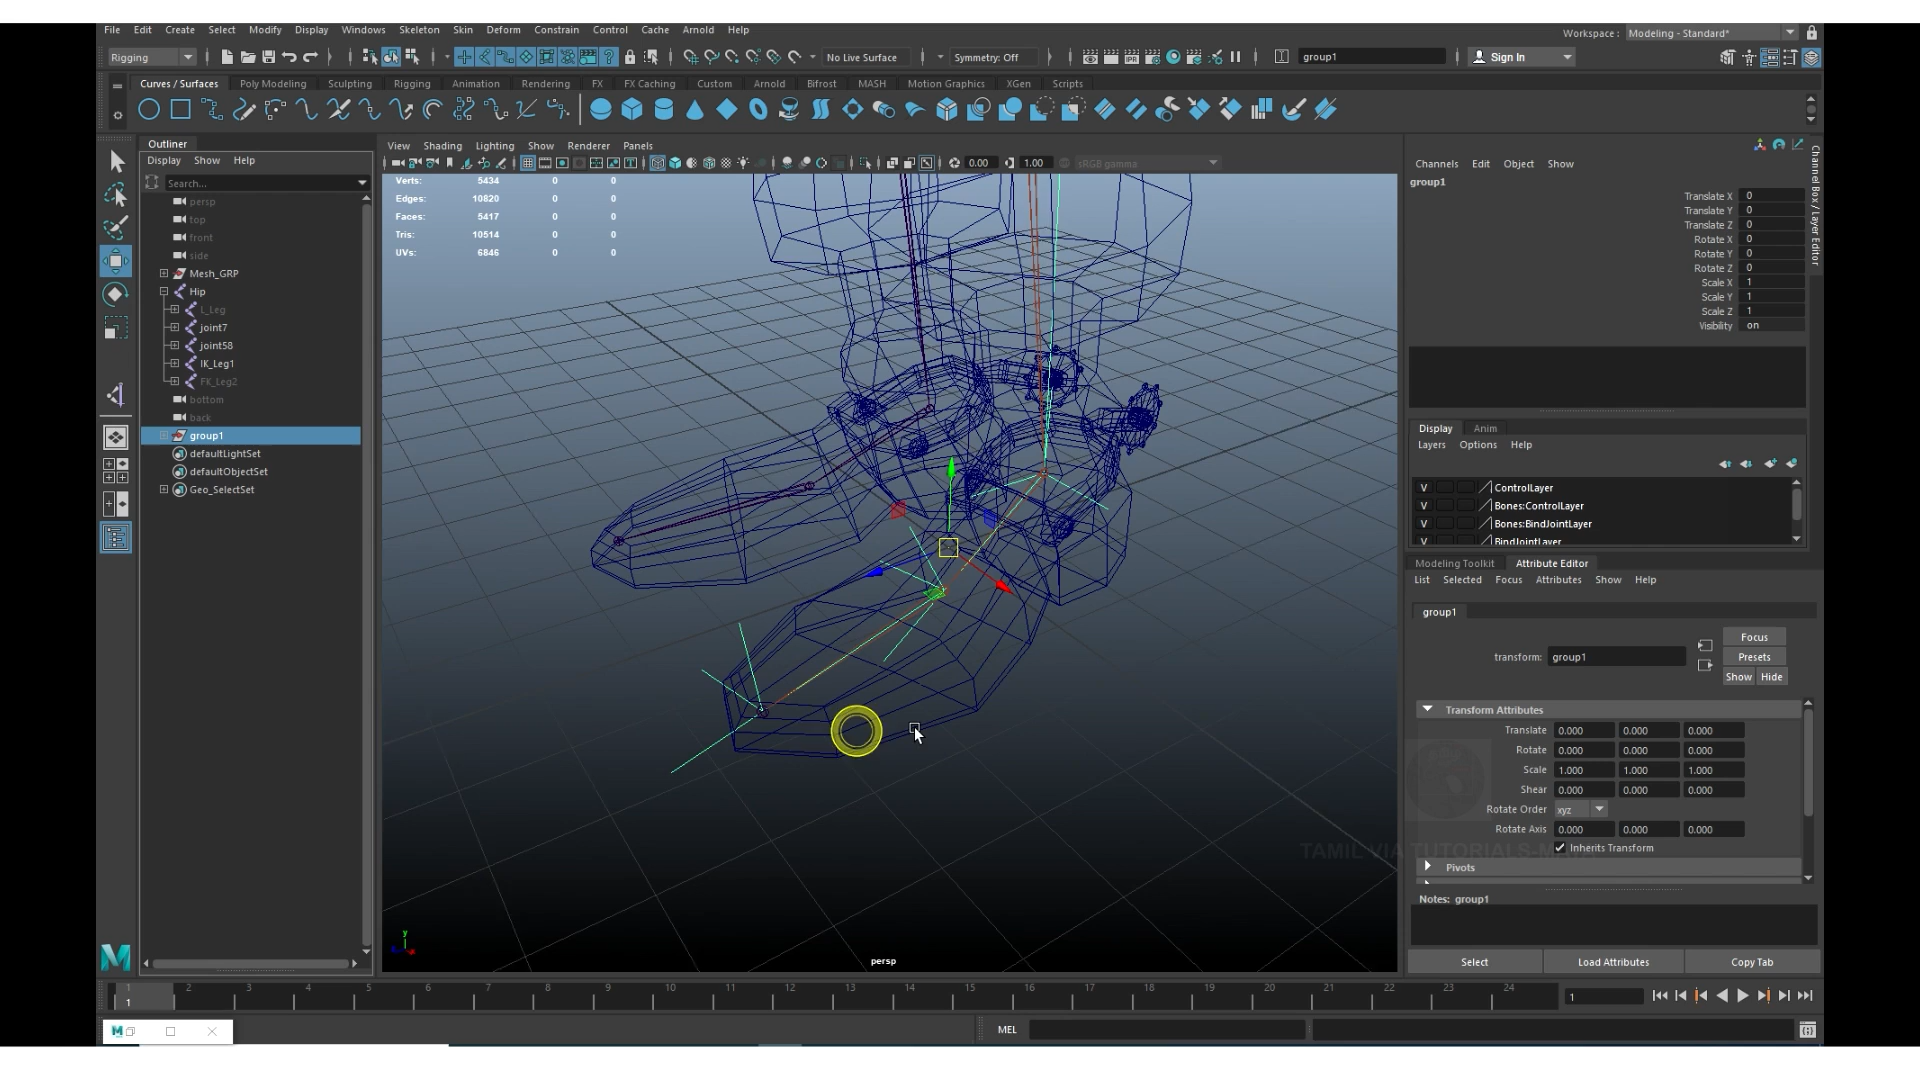 File Edit Create Select Modify Display Windows Skeleton Skin Deform Constrain Control Cache Arnold Help
Workspace : Modeling - Standard*
Rigging No Live Surface Symmetry: Off group1 Sign In
Curves / Surfaces Poly Modeling Sculpting Rigging Animation Rendering FX FX Caching Custom Arnold Bifrost MASH Motion Graphics XGen Scripts
Outliner
Display Show Help
Search...
persp
top
front
side
Mesh_GRP
Hip
L_Leg
joint7
joint58
IK_Leg1
FK_Leg2
bottom
back
group1
defaultLightSet
defaultObjectSet
Geo_SelectSet
View Shading Lighting Show Renderer Panels
0.00 1.00 sRGB gamma
Verts: 5434 0 0
Edges: 10820 0 0
Faces: 5417 0 0
Tris: 10514 0 0
UVs: 6846 0 0
y
persp
Channels Edit Object Show
group1
Translate X 0
Translate Y 0
Translate Z 0
Rotate X 0
Rotate Y 0
Rotate Z 0
Scale X 1
Scale Y 1
Scale Z 1
Visibility on
Channel Box / Layer Editor
Display Anim
Layers Options Help
V ControlLayer
V Bones:ControlLayer
V Bones:BindJointLayer
V BindJointLayer
Modeling Toolkit Attribute Editor
List Selected Focus Attributes Show Help
group1
transform: group1
Focus
Presets
Show Hide
Transform Attributes
Translate 0.000 0.000 0.000
Rotate 0.000 0.000 0.000
Scale 1.000 1.000 1.000
Shear 0.000 0.000 0.000
Rotate Order xyz
Rotate Axis 0.000 0.000 0.000
Inherits Transform
TAMIL VIA TUTORIALS
Pivots
Notes: group1
Select Load Attributes Copy Tab
1 2 3 4 5 6 7 8 9 10 11 12 13 14 15 16 17 18 19 20 21 22 23 24
1
1
M
MEL